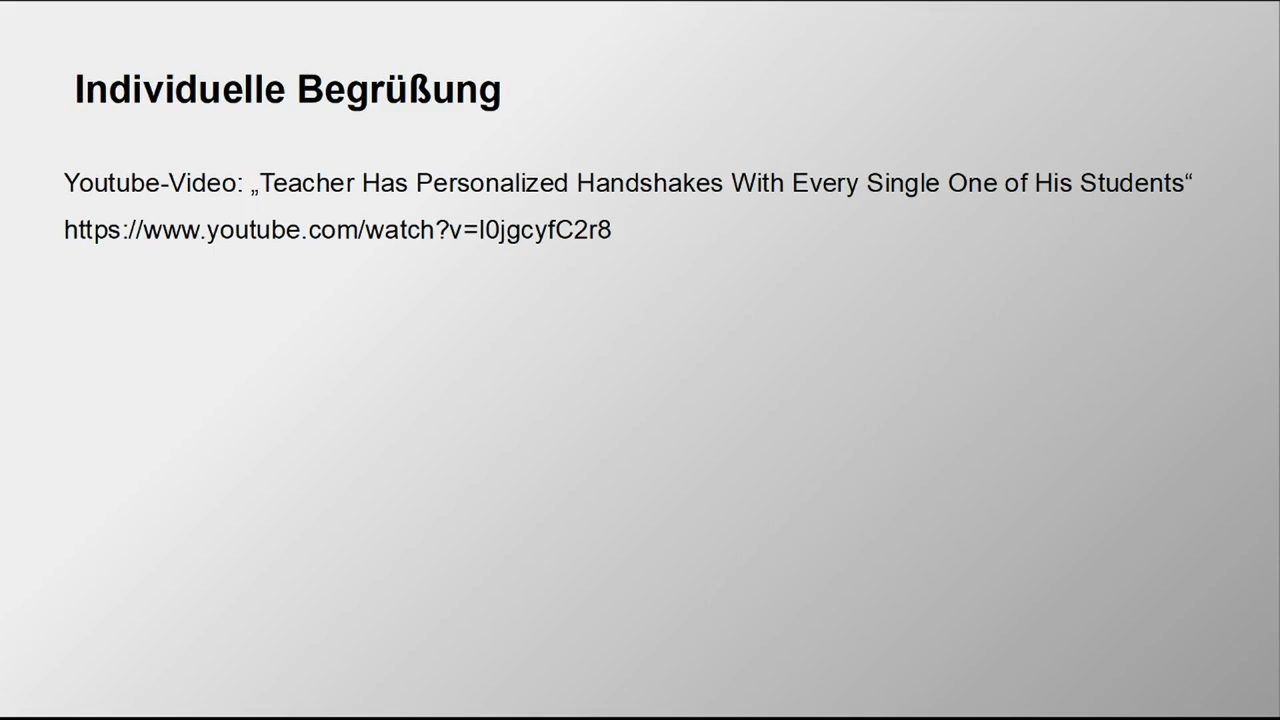 Individuelle Begrüßung
Youtube-Video: „Teacher Has Personalized Handshakes With Every Single One of His Students“
https://www.youtube.com/watch?v=I0jgcyfC2r8